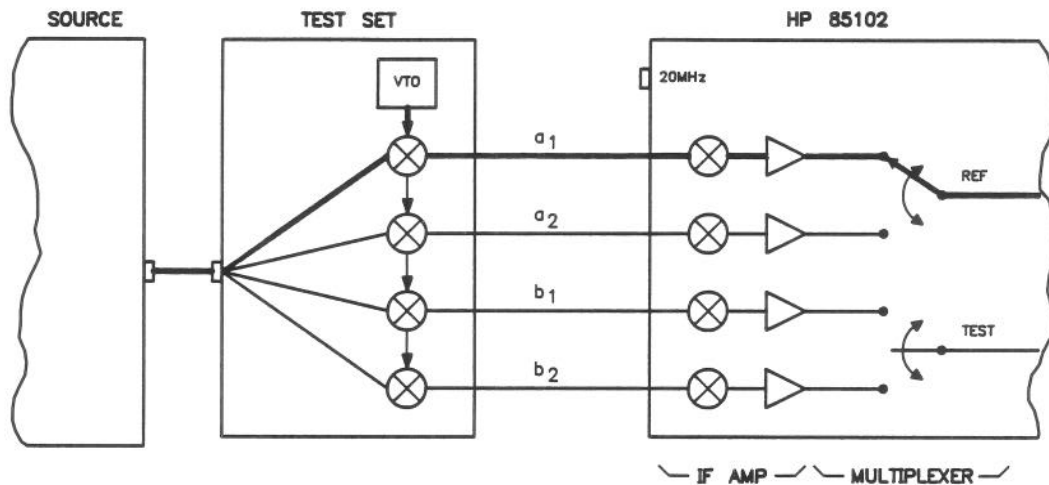 SOURCE
TEST SET
HP 85102
VTO
20MHz
a1
REF
a2
b1
TEST
b2
IF AMP
MULTIPLEXER